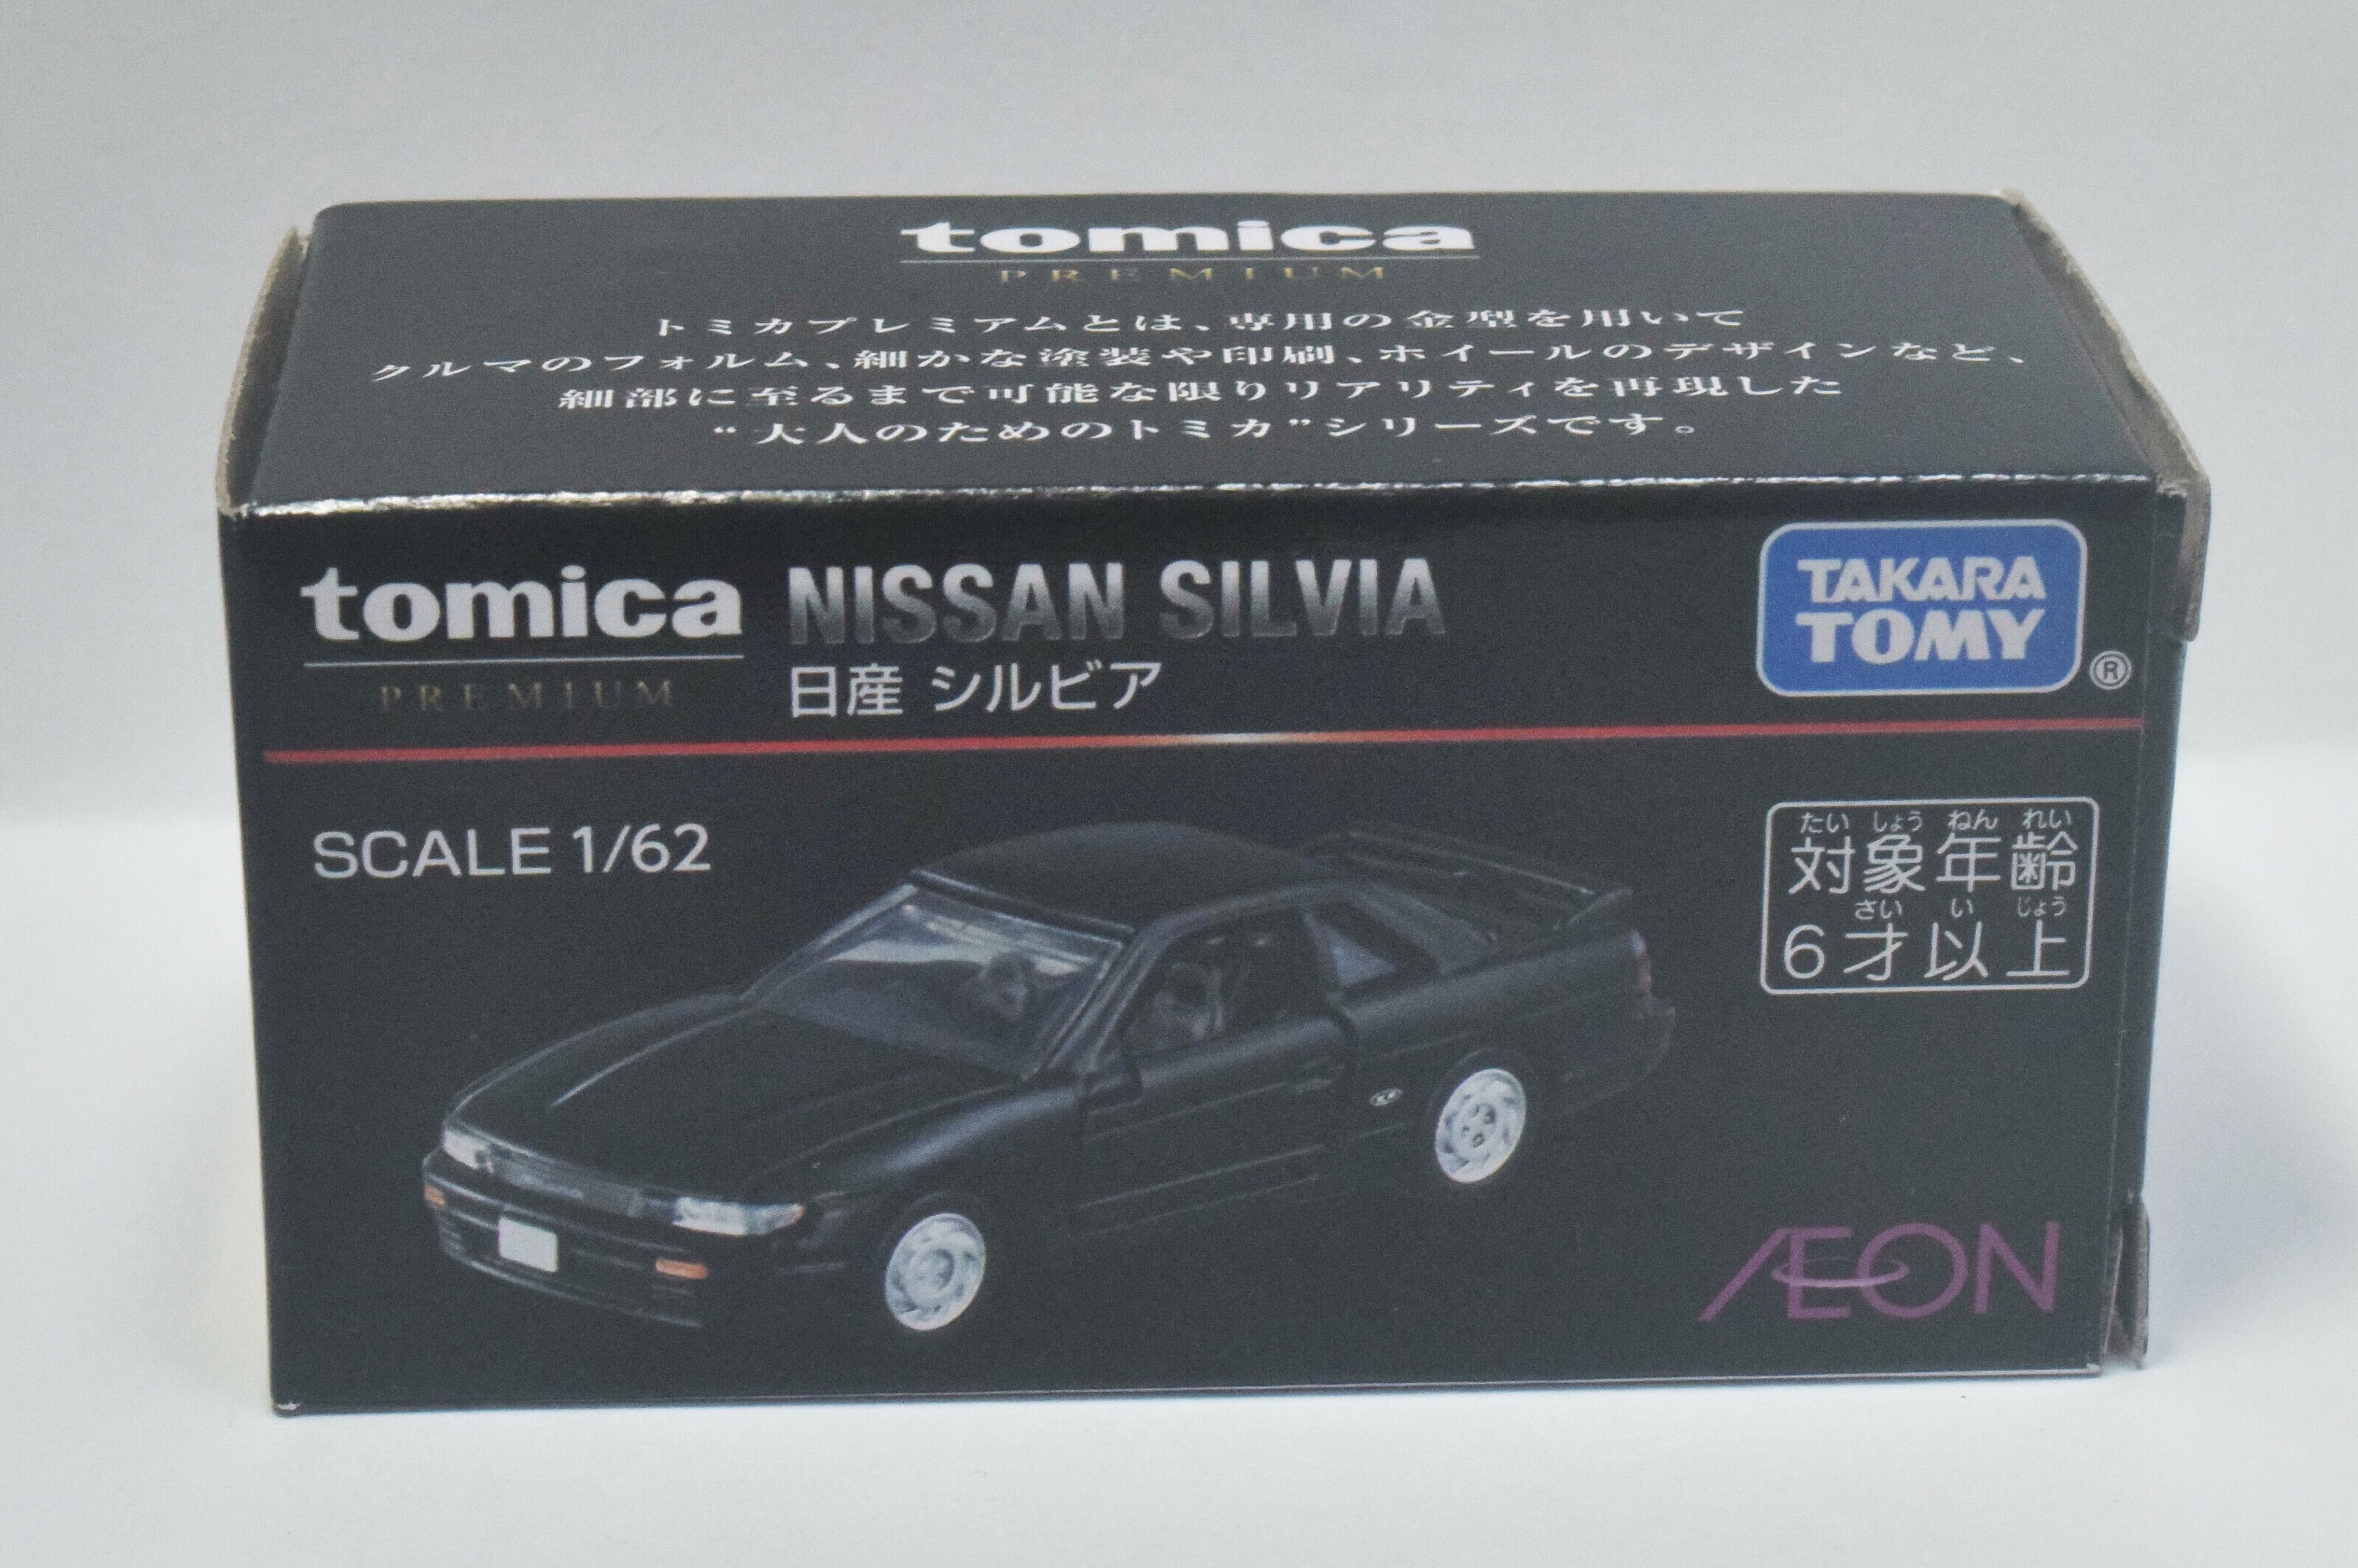 tomica
PREMIUM
トミカプレミアムとは、専用の金型を用いて
クルマのフォルム、細かな塗装や印刷、ホイールのデザインなど、
細部に至るまで可能な限りリアリティを再現した
“大人のためのトミカ”シリーズです。
tomica
PREMIUM
NISSAN SILVIA
日産 シルビア
TAKARA
TOMY
®
SCALE 1/62
たい しょう ねん れい
対象年齢
さい い じょう
6才以上
ÆON